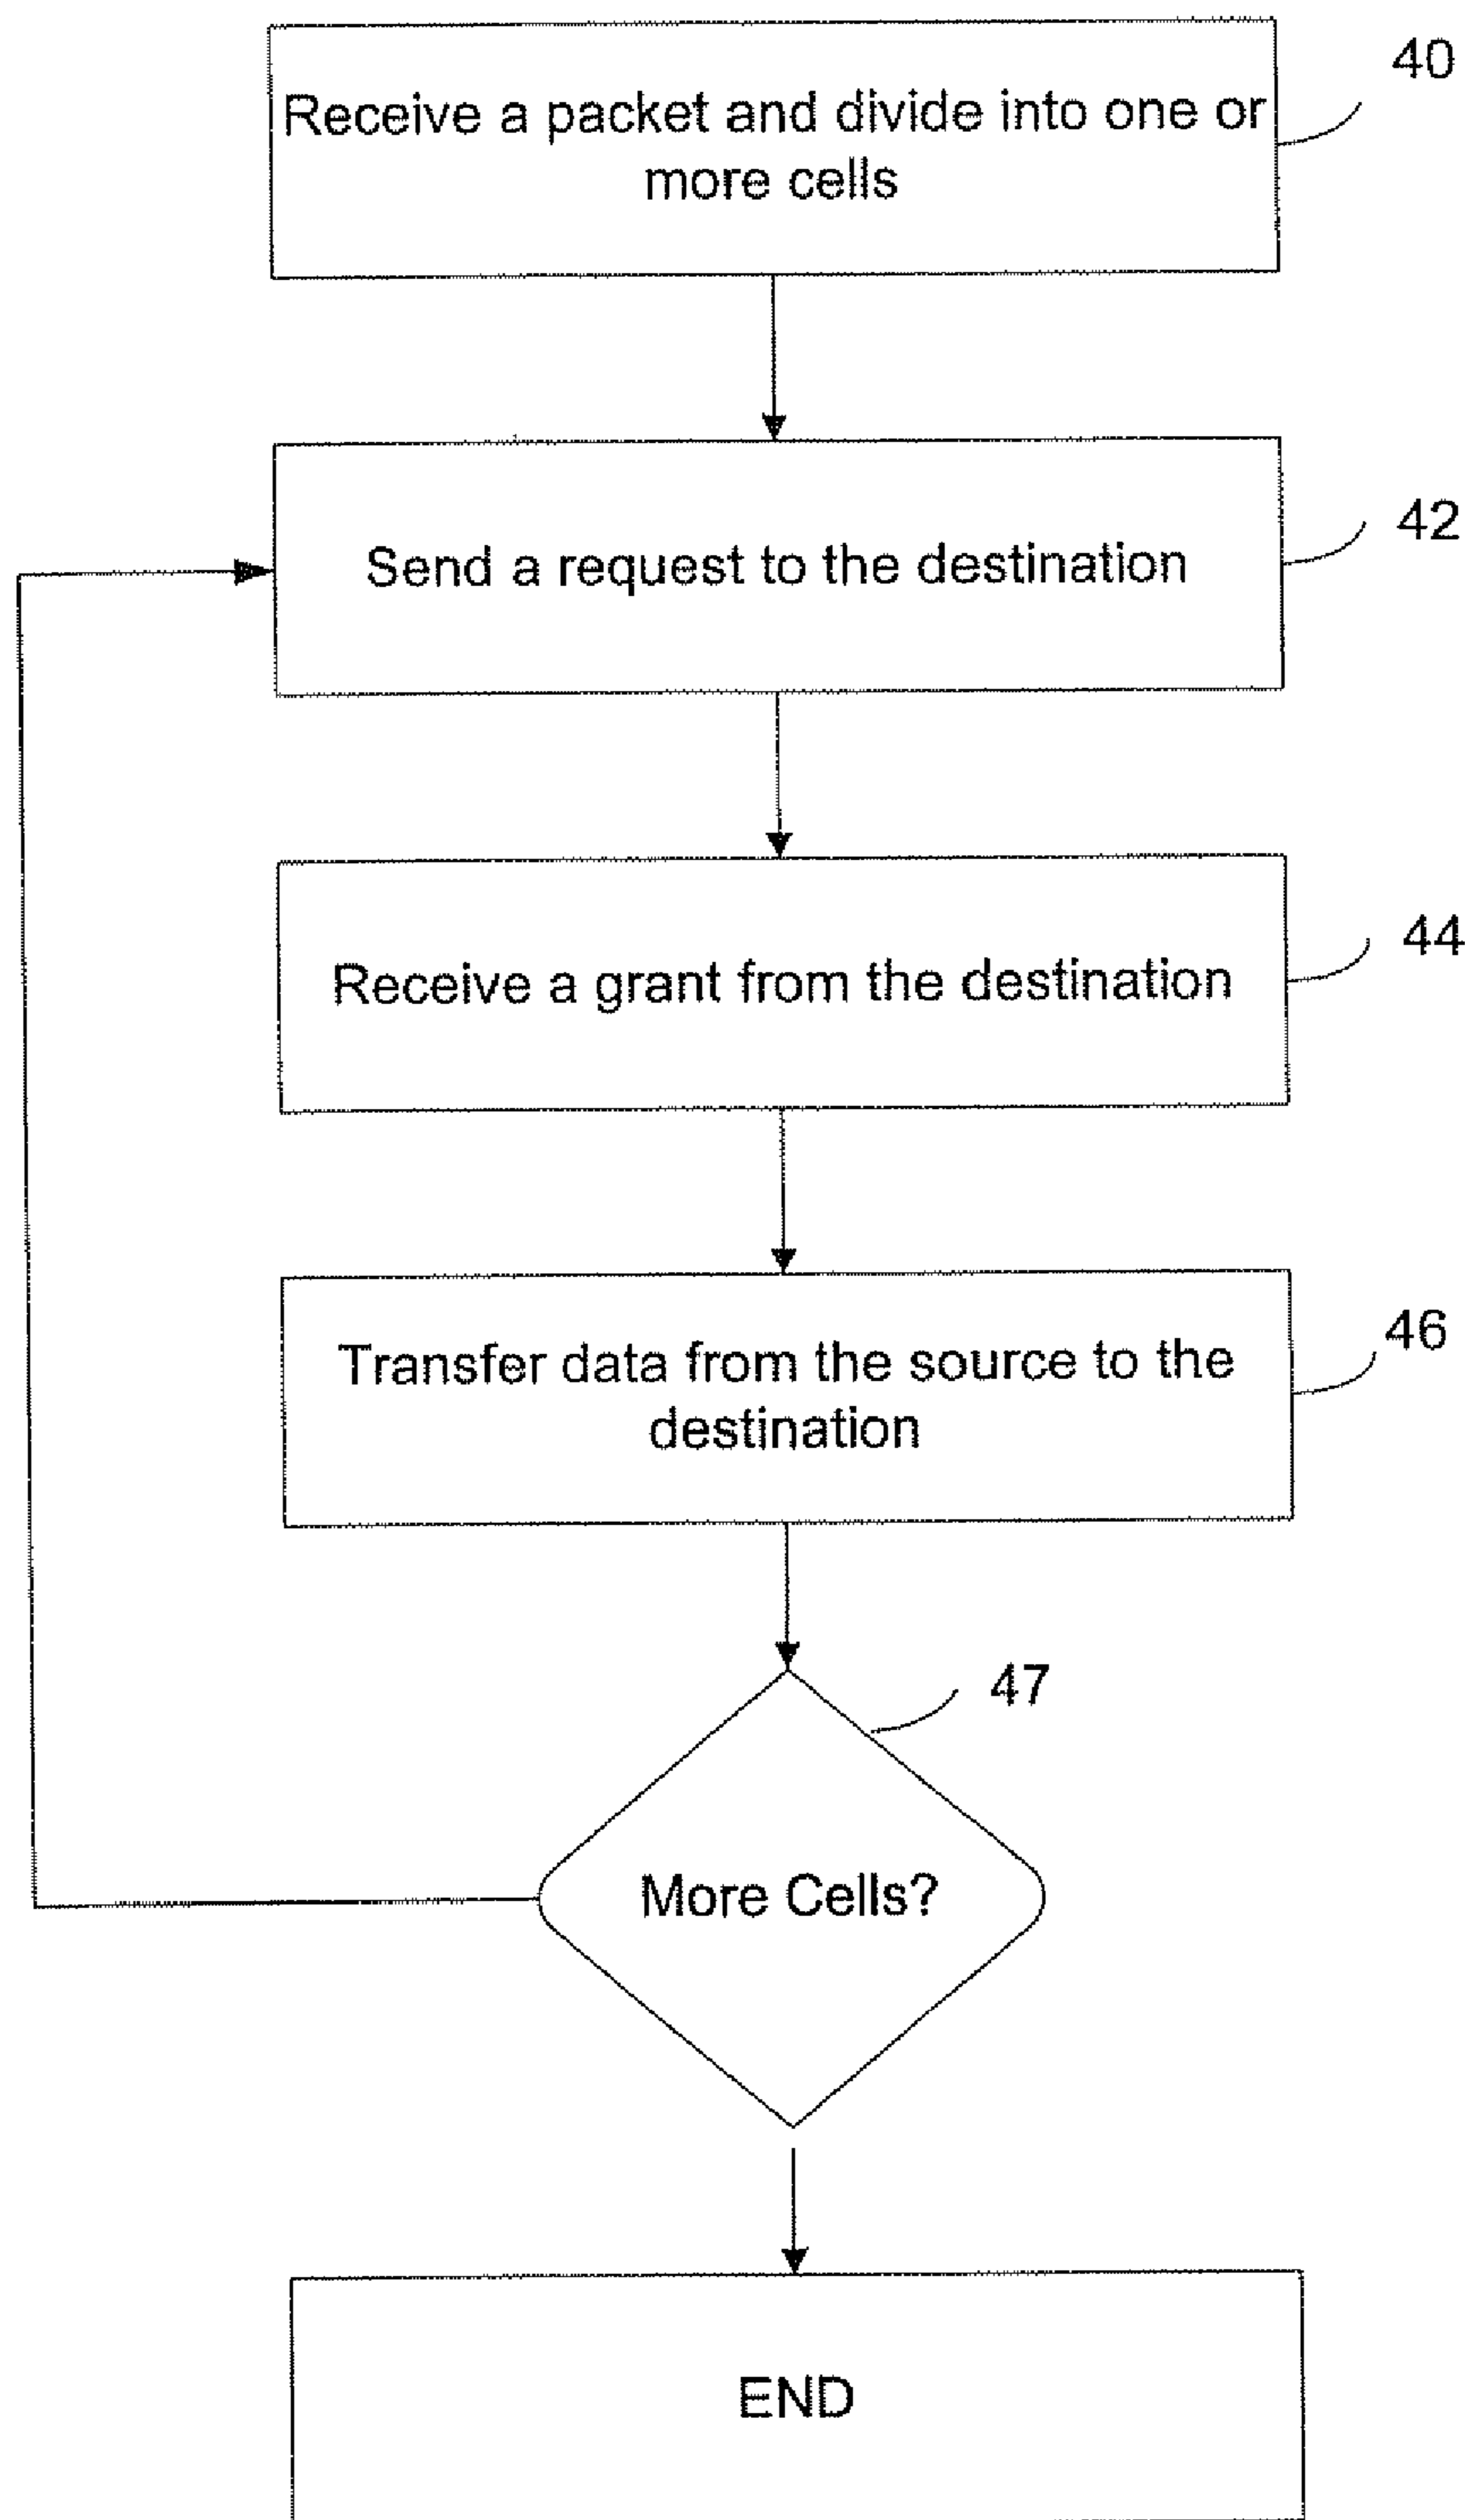 40
Receive a packet and divide into one or
more cells
42
Send a request to the destination
44
Receive a grant from the destination
46
Transfer data from the source to the
destination
47
More Cells?
END